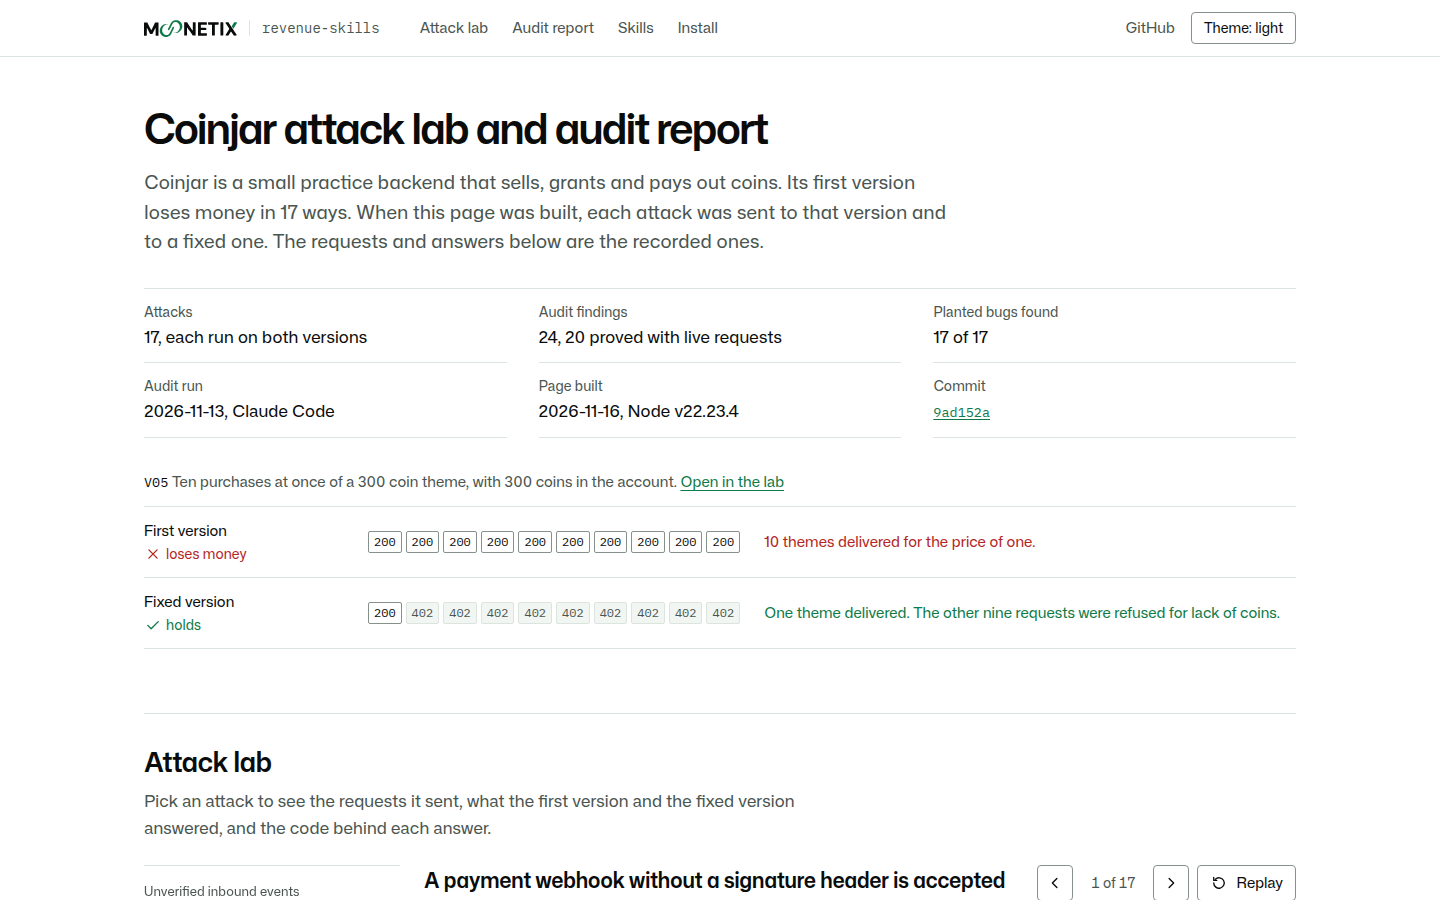 MOONETIX
revenue-skills
Attack lab
Audit report
Skills
Install
GitHub
Theme: light
Coinjar attack lab and audit report
Coinjar is a small practice backend that sells, grants and pays out coins. Its first version
loses money in 17 ways. When this page was built, each attack was sent to that version and
to a fixed one. The requests and answers below are the recorded ones.
Attacks
17, each run on both versions
Audit findings
24, 20 proved with live requests
Planted bugs found
17 of 17
Audit run
2026-11-13, Claude Code
Page built
2026-11-16, Node v22.23.4
Commit
9ad152a
V05 Ten purchases at once of a 300 coin theme, with 300 coins in the account. Open in the lab
First version
loses money
200 200 200 200 200 200 200 200 200 200
10 themes delivered for the price of one.
Fixed version
holds
200 402 402 402 402 402 402 402 402 402
One theme delivered. The other nine requests were refused for lack of coins.
Attack lab
Pick an attack to see the requests it sent, what the first version and the fixed version
answered, and the code behind each answer.
Unverified inbound events
A payment webhook without a signature header is accepted
1 of 17
Replay